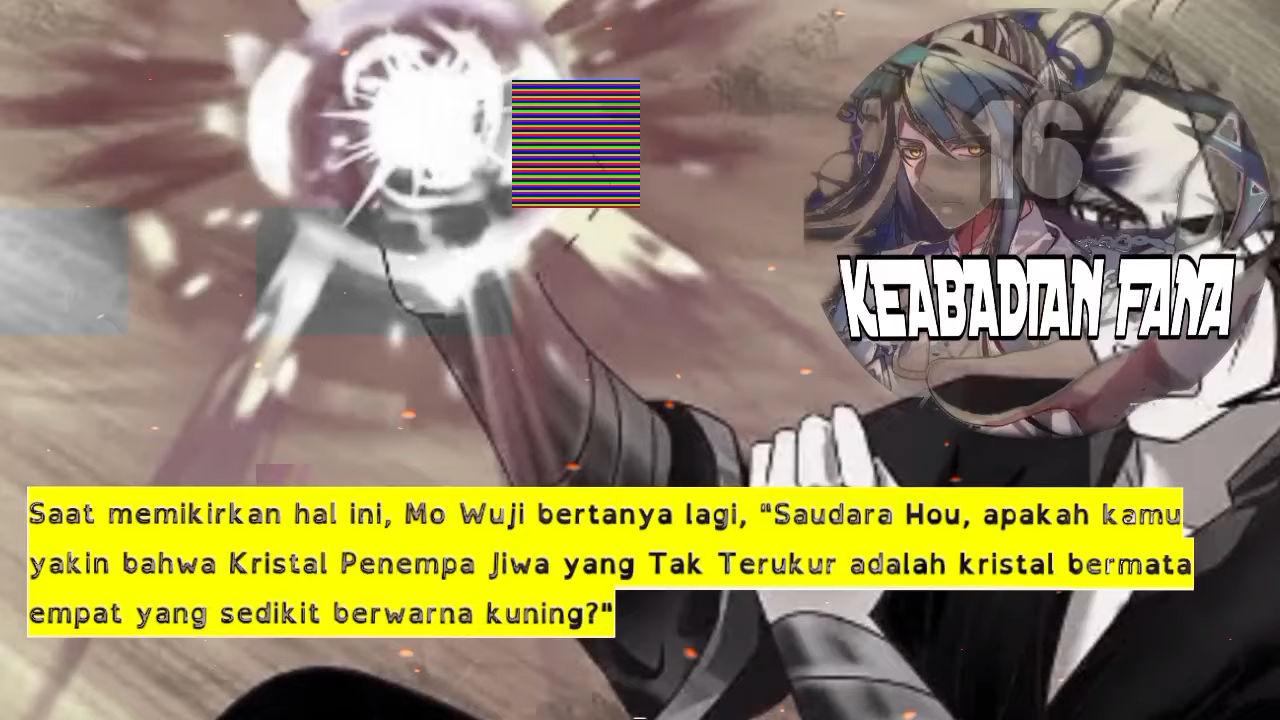 16
KEABADIAN FANA
Saat memikirkan hal ini, Mo Wuji bertanya lagi, "Saudara Hou, apakah kamu
yakin bahwa Kristal Penempa Jiwa yang Tak Terukur adalah kristal bermata
empat yang sedikit berwarna kuning?"